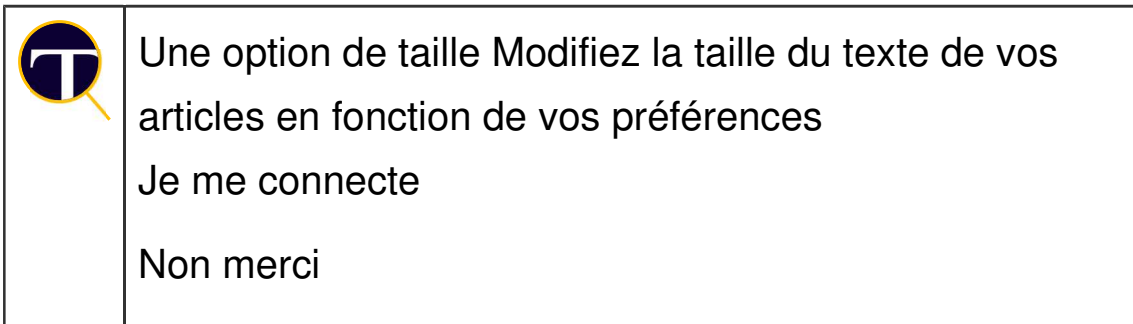 T
Une option de taille Modifiez la taille du texte de vos
articles en fonction de vos préférences
Je me connecte
Non merci